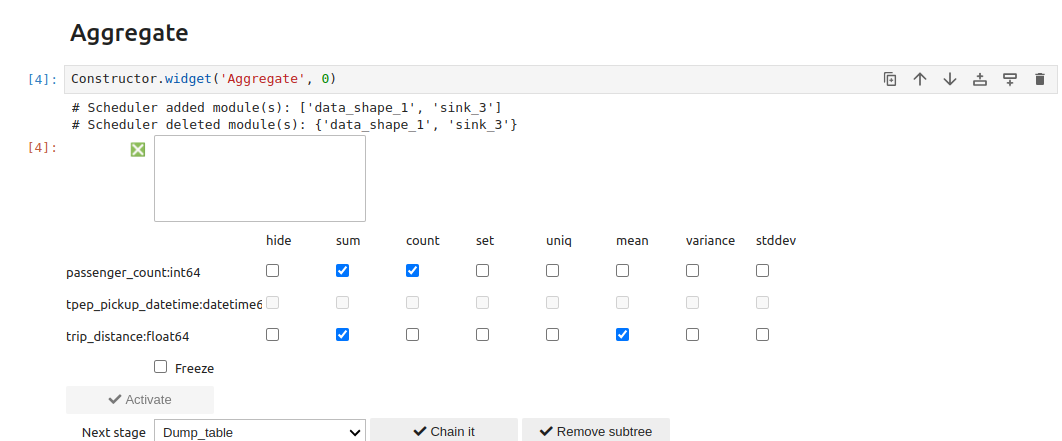 Aggregate
[4]: Constructor.widget('Aggregate', 0)
# Scheduler added module(s): ['data_shape_1', 'sink_3']
# Scheduler deleted module(s): {'data_shape_1', 'sink_3'}
[4]:
hide sum count set uniq mean variance stddev
passenger_count:int64
tpep_pickup_datetime:datetime6
trip_distance:float64
Freeze
Activate
Next stage Dump_table Chain it Remove subtree